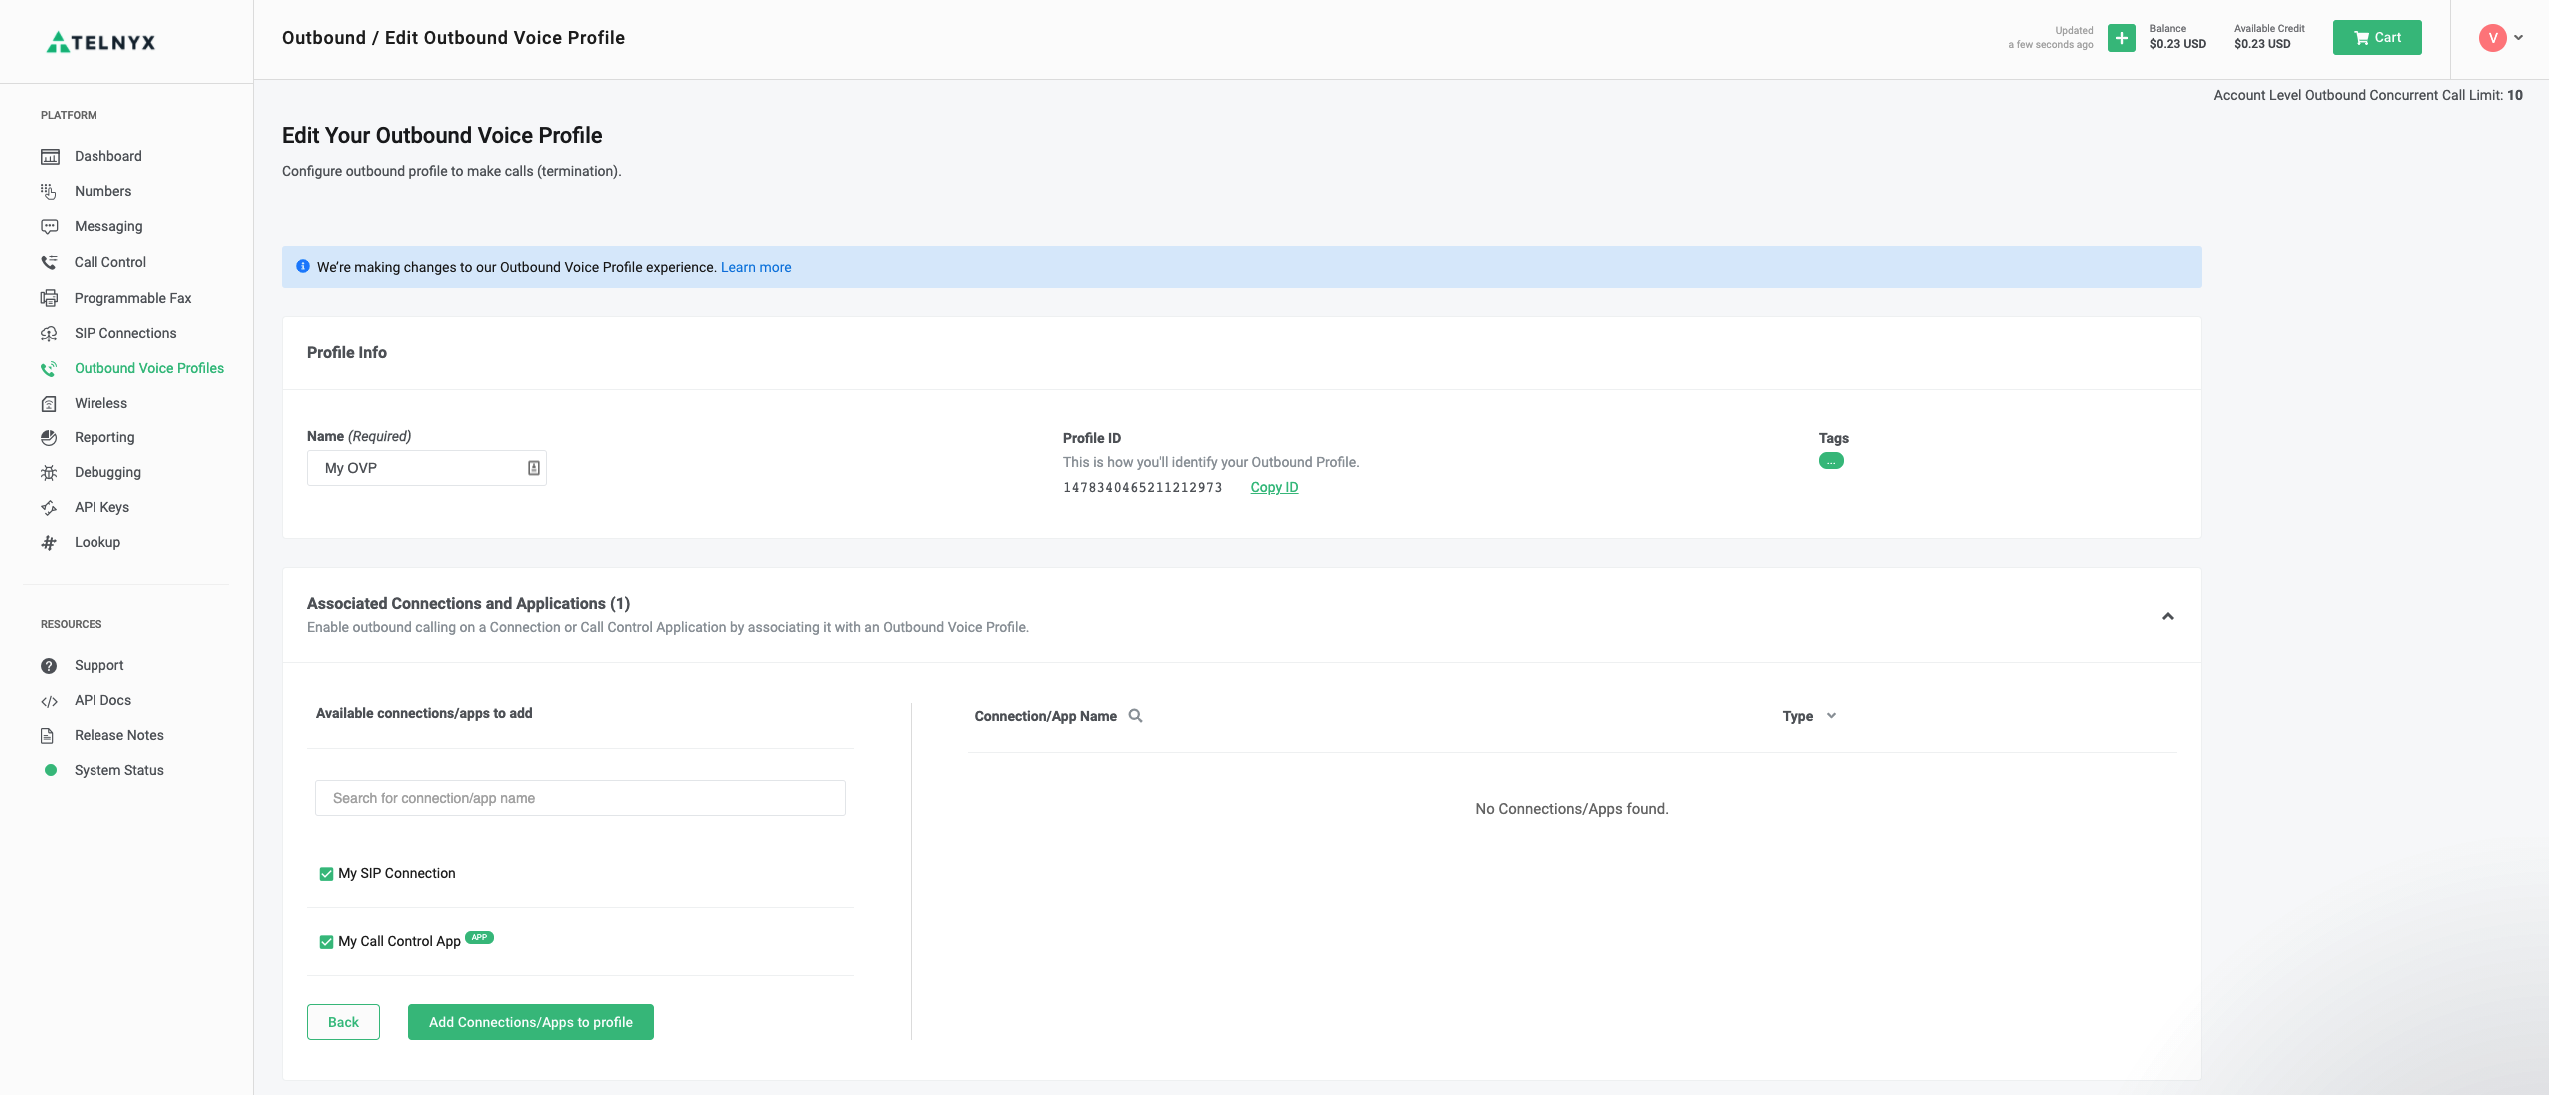 TELNYX
Outbound / Edit Outbound Voice Profile
Updated
a few seconds ago
Balance
$0.23 USD
Available Credit
$0.23 USD
Cart
V
Account Level Outbound Concurrent Call Limit: 10
PLATFORM
Dashboard
Numbers
Messaging
Call Control
Programmable Fax
SIP Connections
Outbound Voice Profiles
Wireless
Reporting
Debugging
API Keys
Lookup
RESOURCES
Support
API Docs
Release Notes
System Status
Edit Your Outbound Voice Profile
Configure outbound profile to make calls (termination).
We're making changes to our Outbound Voice Profile experience. Learn more
Profile Info
Name (Required)
My OVP
Profile ID
This is how you'll identify your Outbound Profile.
1478340465211212973 Copy ID
Tags
...
Associated Connections and Applications (1)
Enable outbound calling on a Connection or Call Control Application by associating it with an Outbound Voice Profile.
Available connections/apps to add
Search for connection/app name
My SIP Connection
My Call Control App APP
Back
Add Connections/Apps to profile
Connection/App Name
Type
No Connections/Apps found.